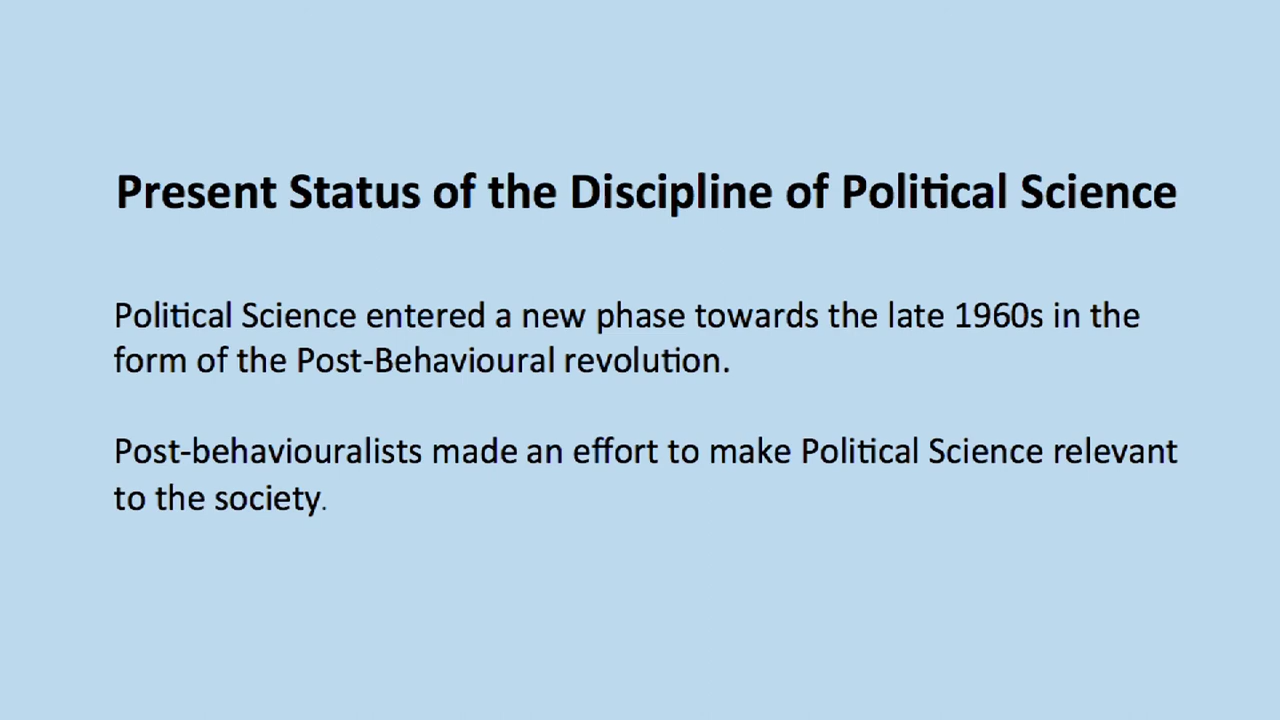 Present Status of the Discipline of Political Science
Political Science entered a new phase towards the late 1960s in the
form of the Post-Behavioural revolution.
Post-behaviouralists made an effort to make Political Science relevant
to the society.